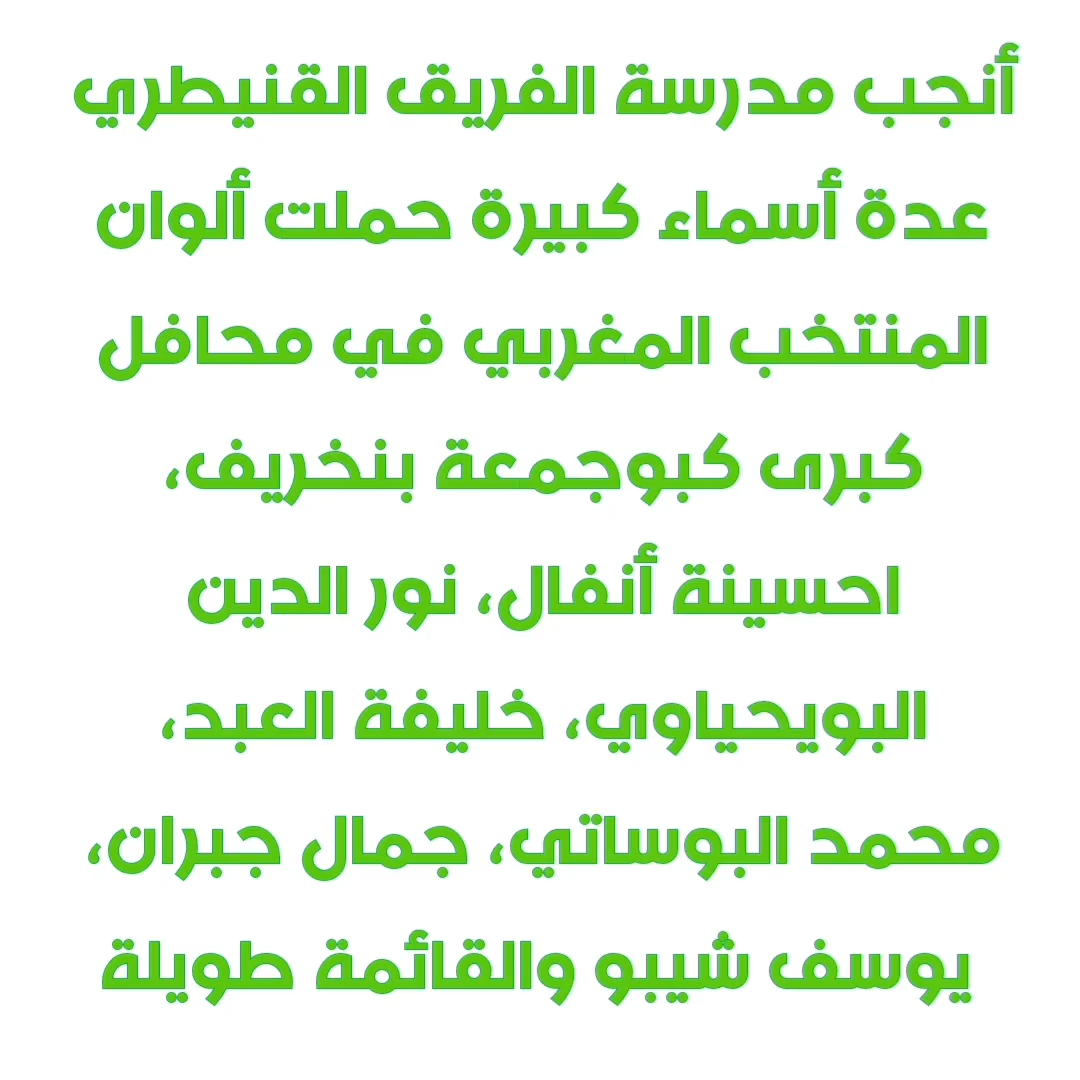 أنجب مدرسة الفريق القنيطري
عدة أسماء كبيرة حملت ألوان
المنتخب المغربي في محافل
كبرى كبوجمعة بنخريف،
احسينة أنفال، نور الدين
البويحياوي، خليفة العبد،
محمد البوساتي، جمال جبران،
يوسف شيبو والقائمة طويلة